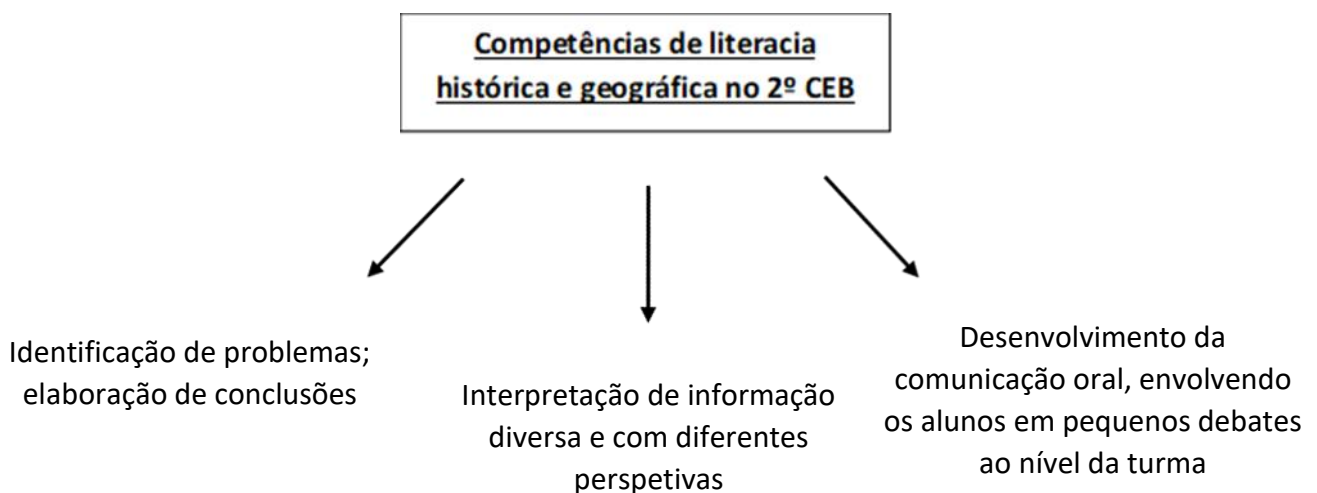 Competências de literacia
histórica e geográfica no 2º CEB
Identificação de problemas;
elaboração de conclusões
Interpretação de informação
diversa e com diferentes
perspetivas
Desenvolvimento da
comunicação oral, envolvendo
os alunos em pequenos debates
ao nível da turma